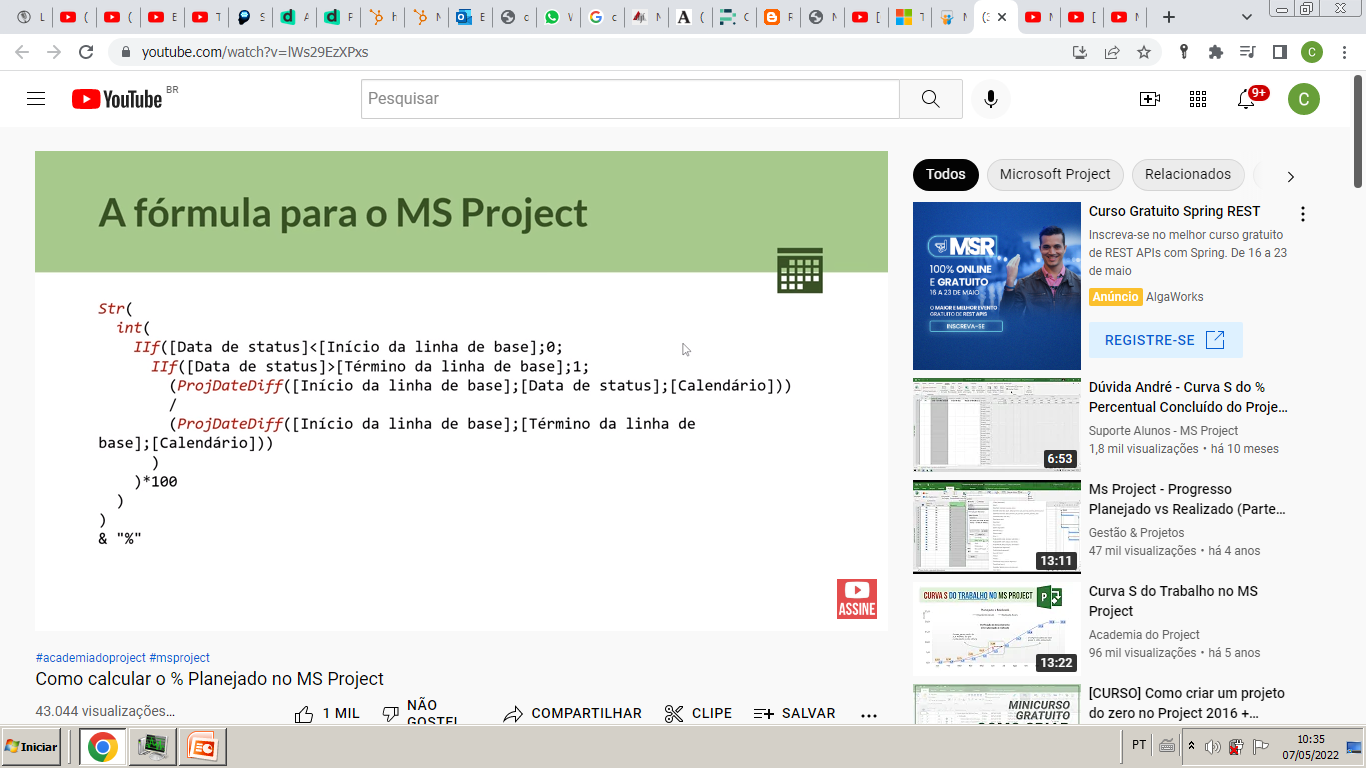 youtube.com/watch?v=lWs29EzXPxs
YouTube BR
Pesquisar
9+
C
A fórmula para o MS Project
Str(
int(
IIf([Data de status]<[Início da linha de base];0;
IIf([Data de status]>[Término da linha de base];1;
(ProjDateDiff([Início da linha de base];[Data de status];[Calendário]))
/
(ProjDateDiff([Início da linha de base];[Término da linha de
base];[Calendário]))
)
)*100
)
)
& "%"
ASSINE
#academiadoproject #msproject
Como calcular o % Planejado no MS Project
43.044 visualizações...
1 MIL
NÃO
GOSTEI
COMPARTILHAR
CLIPE
SALVAR
Todos
Microsoft Project
Relacionados
MSR
100% ONLINE
E GRATUITO
16 A 23 DE MAIO
O MAIOR E MELHOR EVENTO
GRATUITO DE REST APIS
INSCREVA-SE
Curso Gratuito Spring REST
Inscreva-se no melhor curso gratuito
de REST APIs com Spring. De 16 a 23
de maio
Anúncio AlgaWorks
REGISTRE-SE
6:53
Dúvida André - Curva S do %
Percentual Concluído do Proje...
Suporte Alunos - MS Project
1,8 mil visualizações • há 10 meses
13:11
Ms Project - Progresso
Planejado vs Realizado (Parte...
Gestão & Projetos
47 mil visualizações • há 4 anos
CURVA S DO TRABALHO NO MS PROJECT
13:22
Curva S do Trabalho no MS
Project
Academia do Project
96 mil visualizações • há 5 anos
MINICURSO
GRATUITO
[CURSO] Como criar um projeto
do zero no Project 2016 +...
Iniciar
PT
10:35
07/05/2022